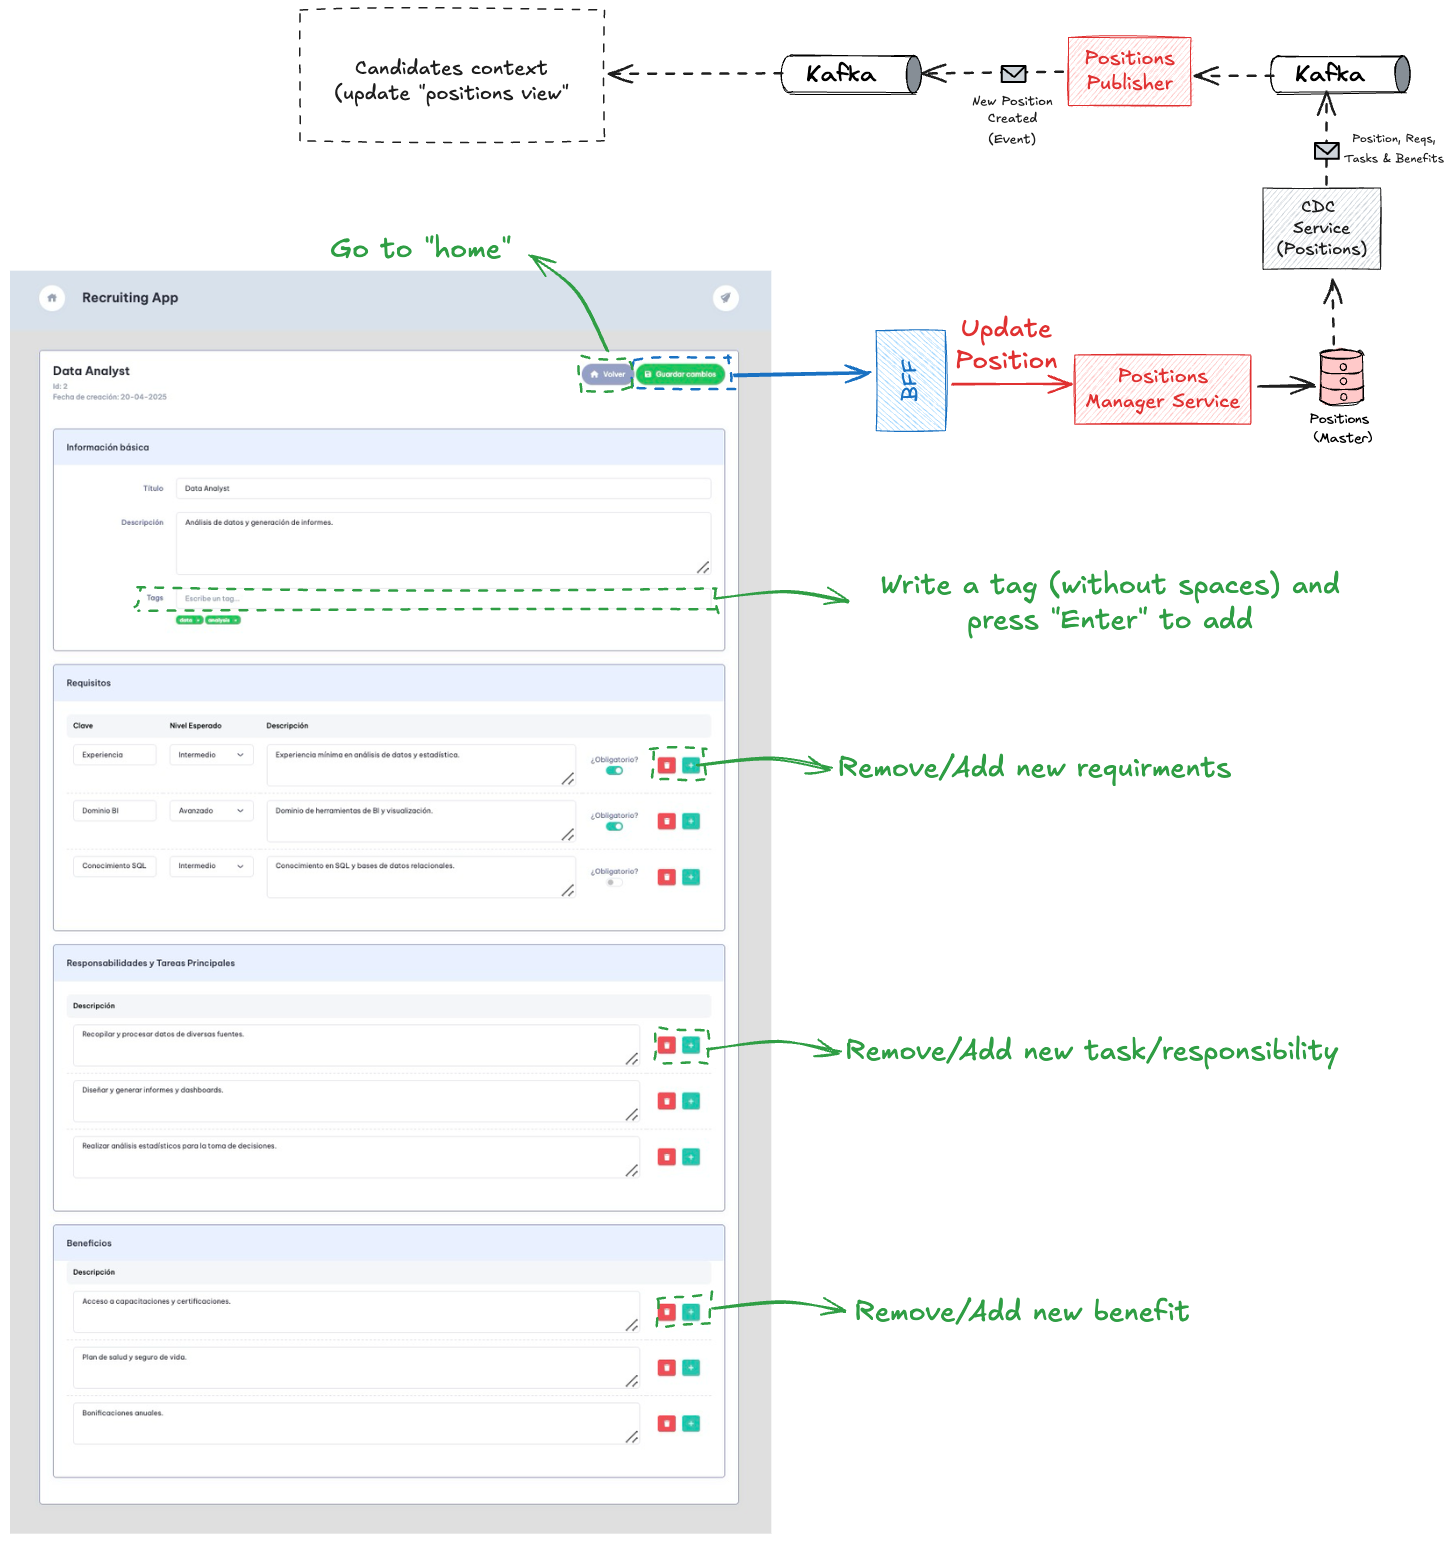 Candidates context
(update "positions view"
Kafka
New Position
Created
(Event)
Positions
Publisher
Kafka
Position, Reqs,
Tasks & Benefits
CDC
Service
(Positions)
Go to "home"
Recruiting App
Data Analyst
Id: 2
Fecha de creación: 20-04-2025
Volver
Guardar cambios
BFF
Update
Position
Positions
Manager Service
Positions
(Master)
Información básica
Título
Data Analyst
Descripción
Análisis de datos y generación de informes.
Tags
Escribe un tag...
data
analysis
Write a tag (without spaces) and
press "Enter" to add
Requisitos
Clave
Nivel Esperado
Descripción
Experiencia
Intermedio
Experiencia mínima en análisis de datos y estadística.
¿Obligatorio?
Remove/Add new requirments
Dominio BI
Avanzado
Dominio de herramientas de BI y visualización.
¿Obligatorio?
Conocimiento SQL
Intermedio
Conocimiento en SQL y bases de datos relacionales.
¿Obligatorio?
Responsabilidades y Tareas Principales
Descripción
Recopilar y procesar datos de diversas fuentes.
Remove/Add new task/responsibility
Diseñar y generar informes y dashboards.
Realizar análisis estadísticos para la toma de decisiones.
Beneficios
Descripción
Acceso a capacitaciones y certificaciones.
Remove/Add new benefit
Plan de salud y seguro de vida.
Bonificaciones anuales.